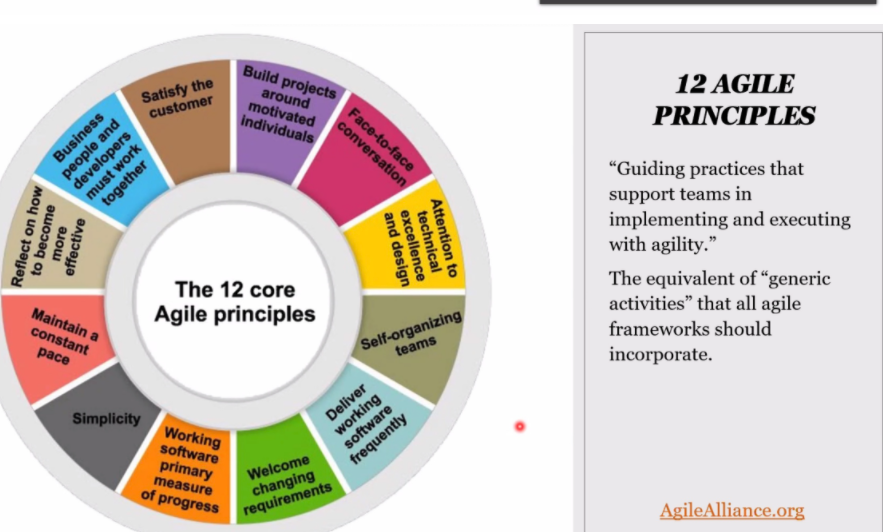 Satisfy the
customer
Build projects
around
motivated
individuals
Face-to-face
conversation
Attention to
technical
excellence
and design
Self-organizing
teams
Deliver
working
software
frequently
Welcome
changing
requirements
Working
software
primary
measure
of progress
Simplicity
Maintain a
constant
pace
Reflect on how
to become
more
effective
Business
people and
developers
must work
together
The 12 core
Agile principles
12 AGILE
PRINCIPLES
“Guiding practices that
support teams in
implementing and executing
with agility.”
The equivalent of “generic
activities” that all agile
frameworks should
incorporate.
AgileAlliance.org